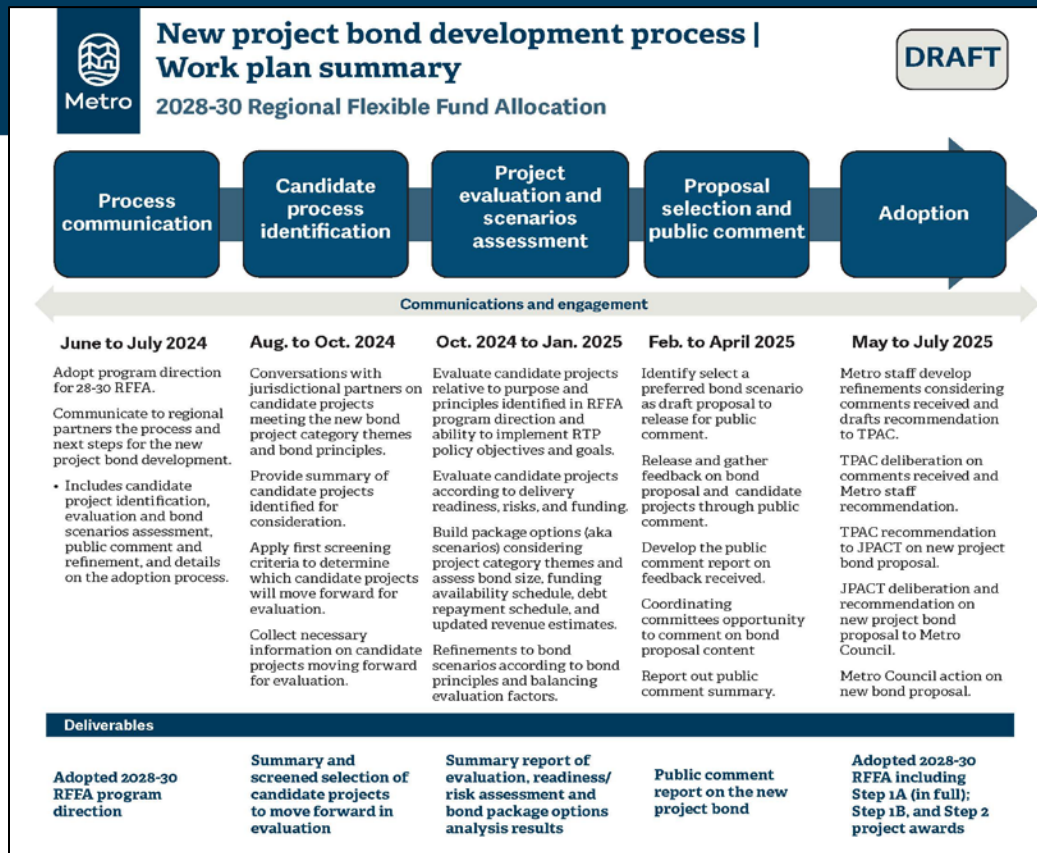 Metro
New project bond development process |
Work plan summary
2028-30 Regional Flexible Fund Allocation
DRAFT
Process
communication
Candidate
process
identification
Project
evaluation and
scenarios
assessment
Proposal
selection and
public comment
Adoption
Communications and engagement
June to July 2024
Adopt program direction
for 28-30 RFFA.
Communicate to regional
partners the process and
next steps for the new
project bond development.
• Includes candidate
project identification,
evaluation and bond
scenarios assessment,
public comment and
refinement, and details
on the adoption process.
Aug. to Oct. 2024
Conversations with
jurisdictional partners on
candidate projects
meeting the new bond
project category themes
and bond principles.
Provide summary of
candidate projects
identified for
consideration.
Apply first screening
criteria to determine
which candidate projects
will move forward for
evaluation.
Collect necessary
information on candidate
projects moving forward
for evaluation.
Oct. 2024 to Jan. 2025
Evaluate candidate projects
relative to purpose and
principles identified in RFFA
program direction and
ability to implement RTP
policy objectives and goals.
Evaluate candidate projects
according to delivery
readiness, risks, and funding.
Build package options (aka
scenarios) considering
project category themes and
assess bond size, funding
availability schedule, debt
repayment schedule, and
updated revenue estimates.
Refinements to bond
scenarios according to bond
principles and balancing
evaluation factors.
Feb. to April 2025
Identify select a
preferred bond scenario
as draft proposal to
release for public
comment.
Release and gather
feedback on bond
proposal and candidate
projects through public
comment.
Develop the public
comment report on
feedback received.
Coordinating
committees opportunity
to comment on bond
proposal content
Report out public
comment summary.
May to July 2025
Metro staff develop
refinements considering
comments received and
drafts recommendation
to TPAC.
TPAC deliberation on
comments received and
Metro staff
recommendation.
TPAC recommendation
to JPACT on new project
bond proposal.
JPACT deliberation and
recommendation on
new project bond
proposal to Metro
Council.
Metro Council action on
new bond proposal.
Deliverables
Adopted 2028-30
RFFA program
direction
Summary and
screened selection of
candidate projects
to move forward in
evaluation
Summary report of
evaluation, readiness/
risk assessment and
bond package options
analysis results
Public comment
report on the new
project bond
Adopted 2028-30
RFFA including
Step 1A (in full);
Step 1B, and Step 2
project awards